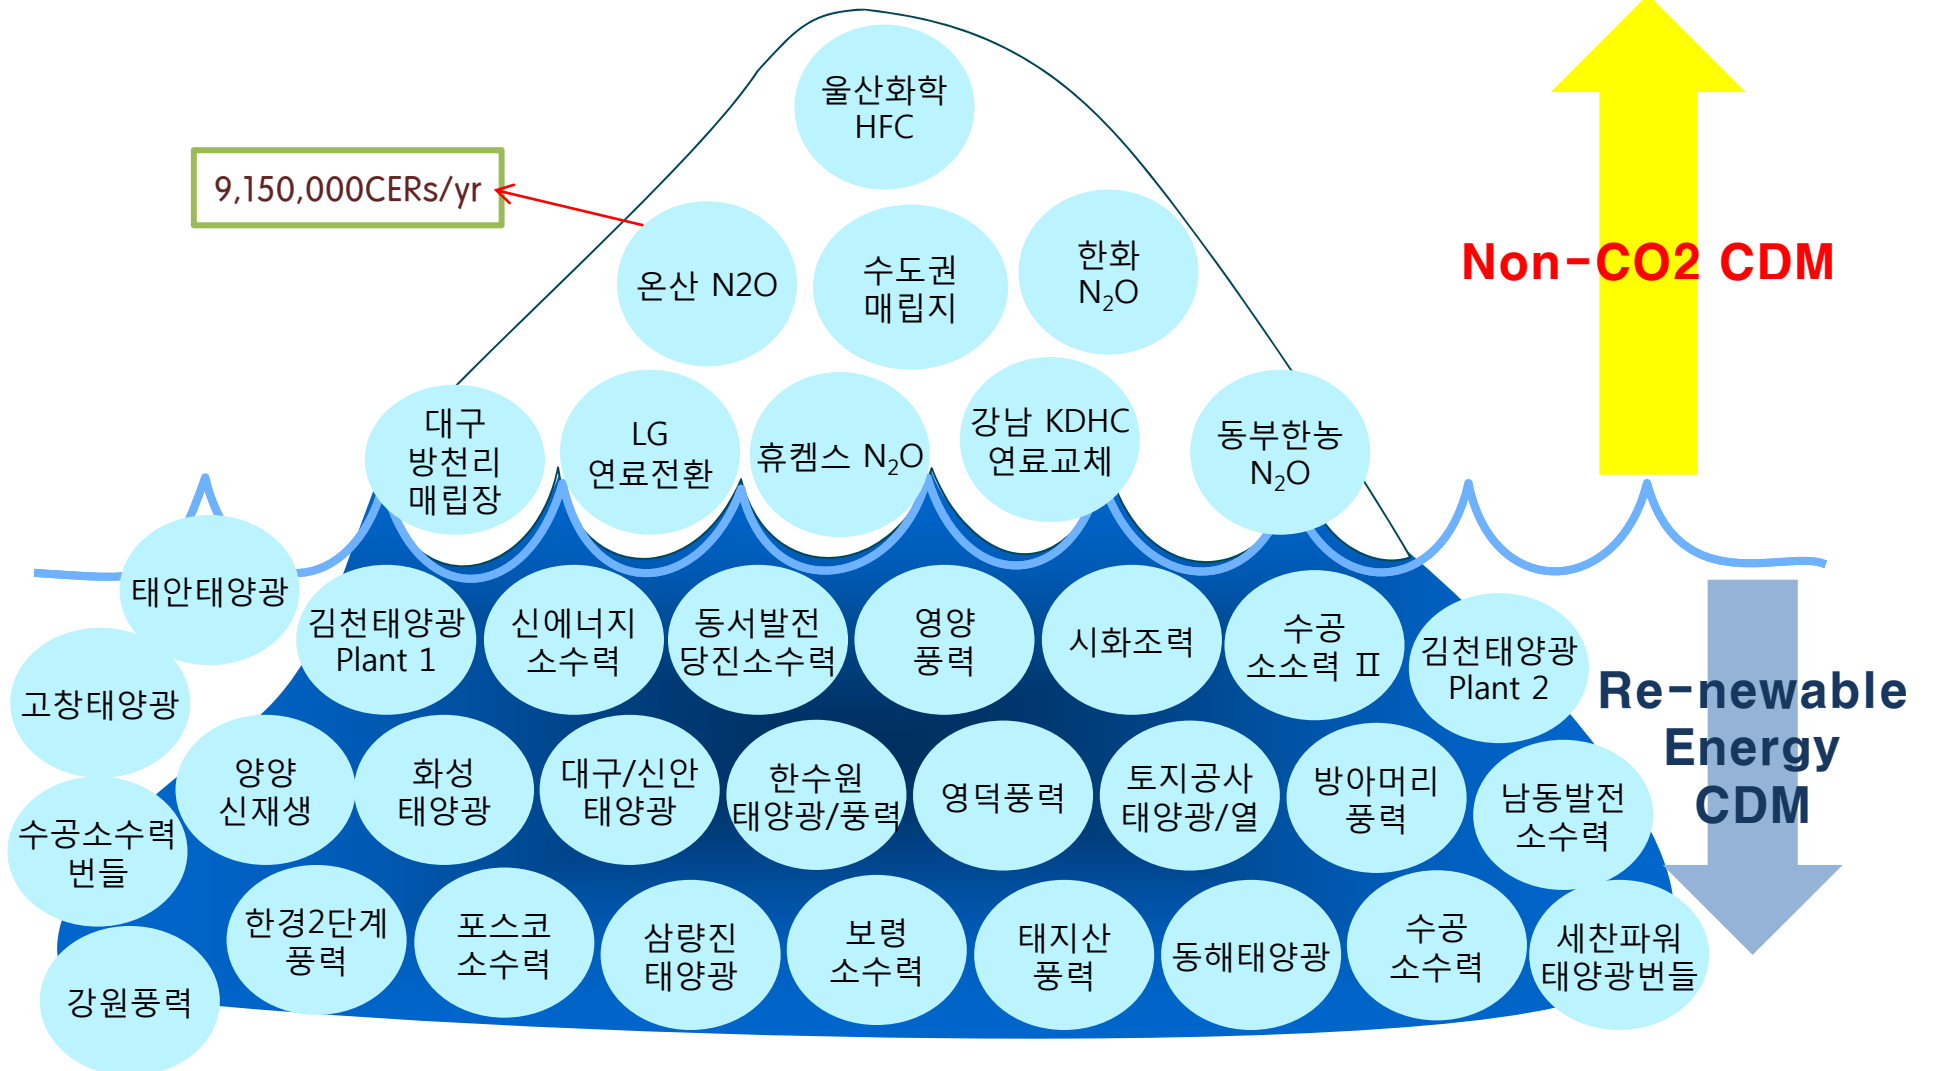 울산화학
HFC
9,150,000CERs/yr
온산 N2O
수도권
매립지
한화
N₂O
Non-CO2 CDM
대구
방천리
매립장
LG
연료전환
휴켐스 N₂O
강남 KDHC
연료교체
동부한농
N₂O
태안태양광
김천태양광
Plant 1
신에너지
소수력
동서발전
당진소수력
영양
풍력
시화조력
수공
소소력 Ⅱ
김천태양광
Plant 2
Re-newable
Energy
CDM
고창태양광
양양
신재생
화성
태양광
대구/신안
태양광
한수원
태양광/풍력
영덕풍력
토지공사
태양광/열
방아머리
풍력
남동발전
소수력
수공소수력
번들
한경2단계
풍력
포스코
소수력
삼량진
태양광
보령
소수력
태지산
풍력
동해태양광
수공
소수력
세찬파워
태양광번들
강원풍력